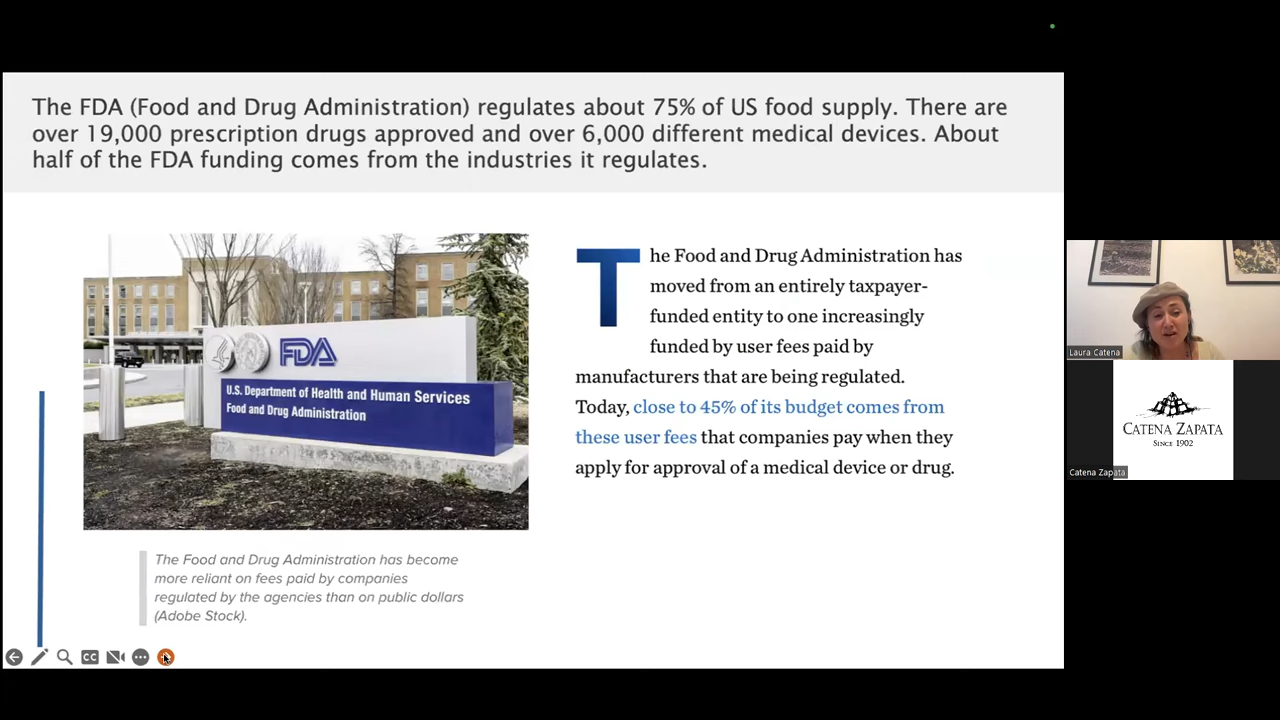 The FDA (Food and Drug Administration) regulates about 75% of US food supply. There are
over 19,000 prescription drugs approved and over 6,000 different medical devices. About
half of the FDA funding comes from the industries it regulates.
FDA
U.S. Department of Health and Human Services
Food and Drug Administration
The Food and Drug Administration has become
more reliant on fees paid by companies
regulated by the agencies than on public dollars
(Adobe Stock).
The Food and Drug Administration has
moved from an entirely taxpayer-
funded entity to one increasingly
funded by user fees paid by
manufacturers that are being regulated.
Today, close to 45% of its budget comes from
these user fees that companies pay when they
apply for approval of a medical device or drug.
CC
Laura Catena
CATENA ZAPATA
SINCE 1902
Catena Zapata